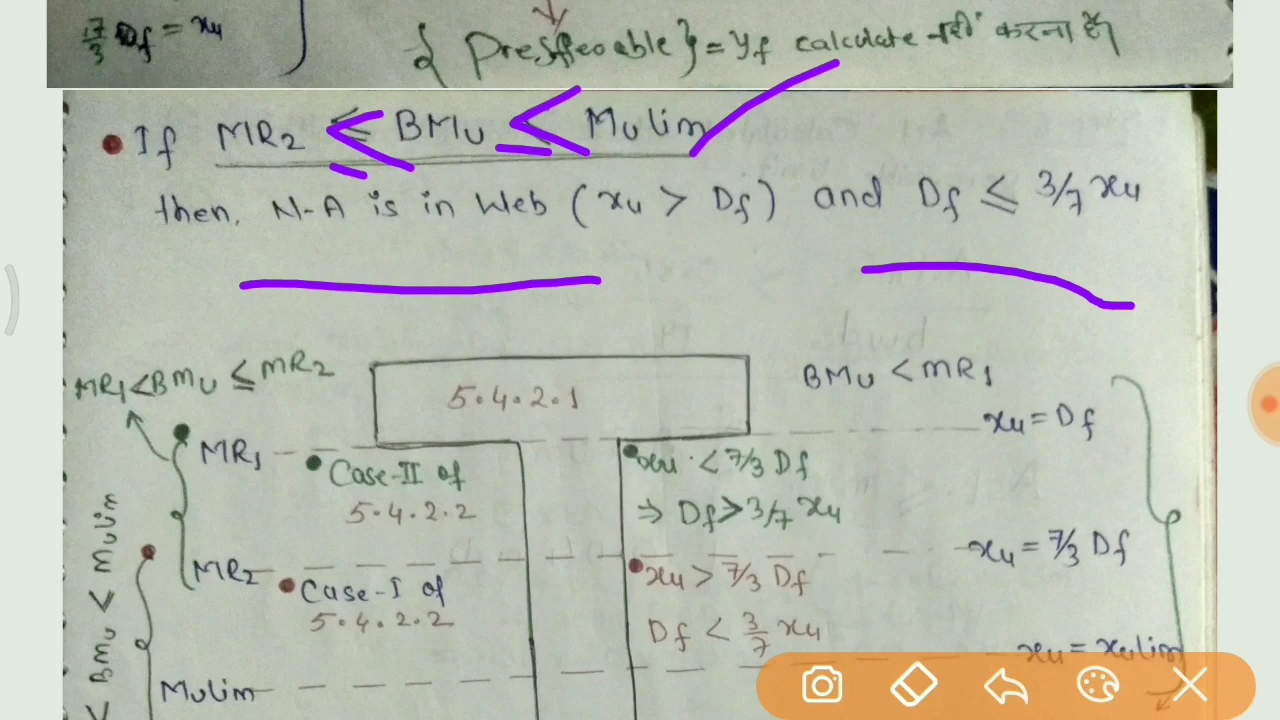 17/3 Df = xu
{ Presffeoable } = yf calculate नहीं करना है।
• If MR2 ≤ BMu ≤ Mulim
then, N-A is in Web (xu > Df) and Df ≤ 3/7 xu
MR1 < BMu ≤ MR2
5.4.2.1
BMu < MR1
xu = Df
MR1
• Case-II of
5.4.2.2
• xu < 7/3 Df
⇒ Df > 3/7 xu
xu = 7/3 Df
MR2
• Case-I of
5.4.2.2
• xu > 7/3 Df
Df < 3/7 xu
xu = xulim
Mulim
< BMu < Mulim